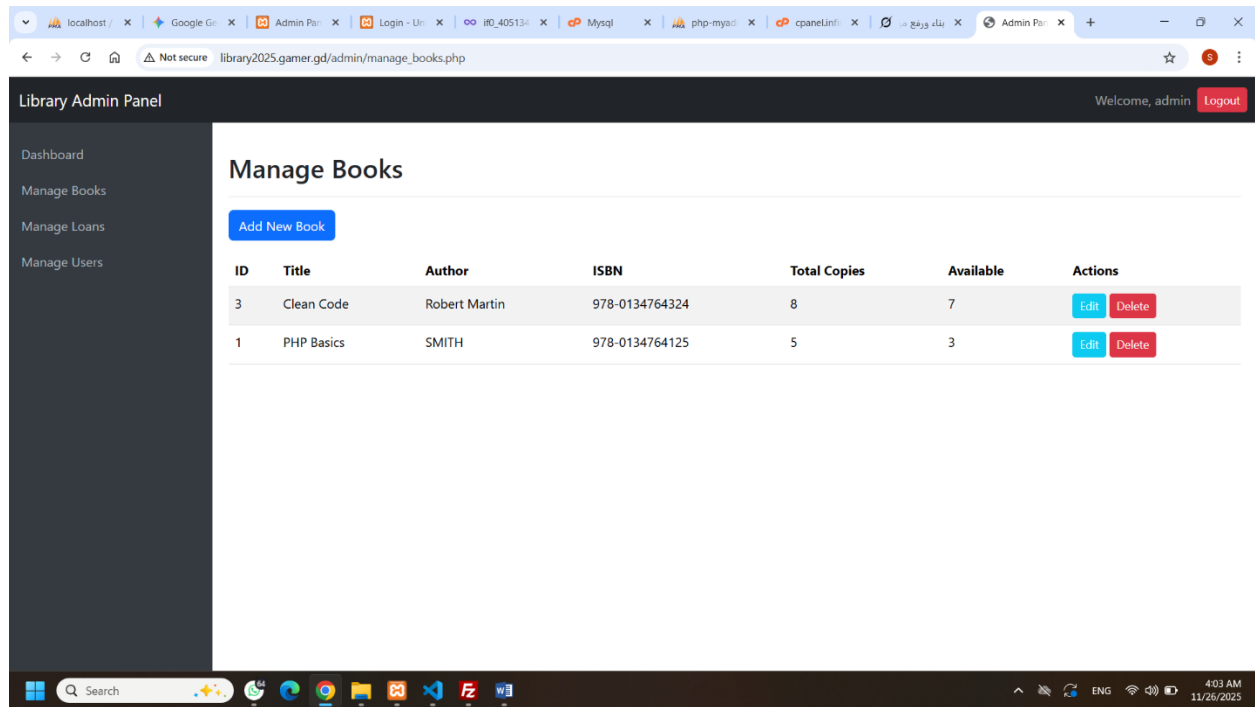 localhost /
Google Ge
Admin Pan
Login - Un
if0_405134
Mysql
php-myad
cpanel.infi
بناء ورفع
Admin Pan
Not secure library2025.gamer.gd/admin/manage_books.php
S
Library Admin Panel
Welcome, admin Logout
Dashboard
Manage Books
Manage Loans
Manage Users
Manage Books
Add New Book
ID Title Author ISBN Total Copies Available Actions
3 Clean Code Robert Martin 978-0134764324 8 7 Edit Delete
1 PHP Basics SMITH 978-0134764125 5 3 Edit Delete
Search
ENG
4:03 AM
11/26/2025